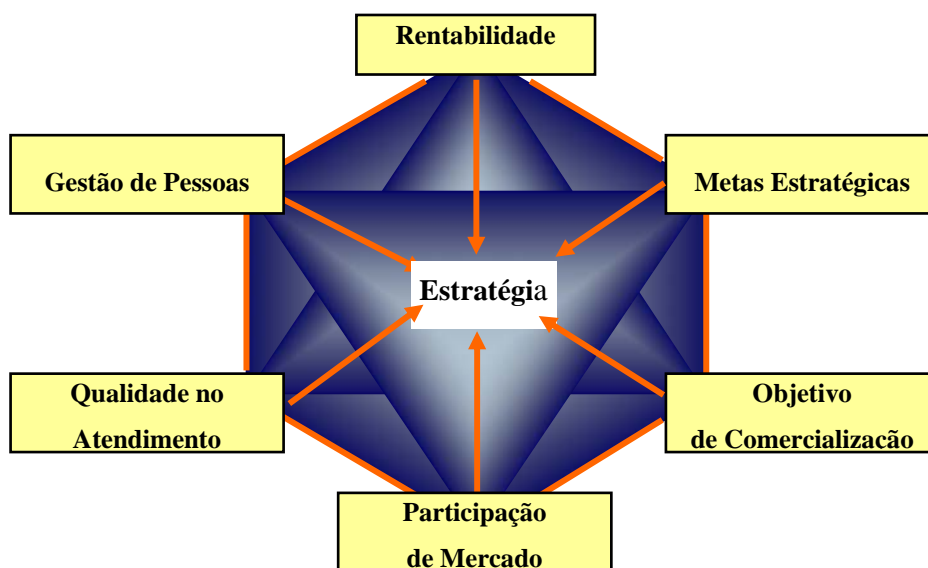 Rentabilidade
Gestão de Pessoas
Metas Estratégicas
Estratégia
Qualidade no
Atendimento
Objetivo
de Comercialização
Participação
de Mercado